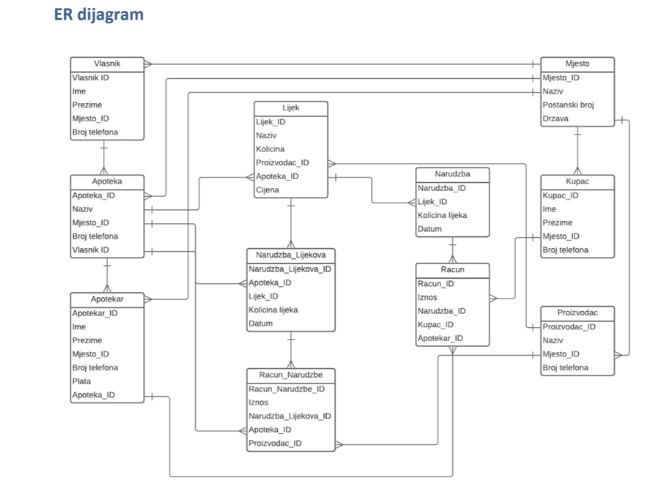 ER dijagram
Vlasnik
Vlasnik ID
Ime
Prezime
Mjesto_ID
Broj telefona
Mjesto
Mjesto_ID
Naziv
Postanski broj
Drzava
Lijek
Lijek_ID
Naziv
Kolicina
Proizvodac_ID
Apoteka_ID
Cijena
Apoteka
Apoteka_ID
Naziv
Mjesto_ID
Broj telefona
Vlasnik ID
Narudzba
Narudzba_ID
Lijek_ID
Kolicina lijeka
Datum
Kupac
Kupac_ID
Ime
Prezime
Mjesto_ID
Broj telefona
Narudzba_Lijekova
Narudzba_Lijekova_ID
Apoteka_ID
Lijek_ID
Kolicina lijeka
Datum
Racun
Racun_ID
Iznos
Narudzba_ID
Kupac_ID
Apotekar_ID
Apotekar
Apotekar_ID
Ime
Prezime
Mjesto_ID
Broj telefona
Plata
Apoteka_ID
Proizvodac
Proizvodac_ID
Naziv
Mjesto_ID
Broj telefona
Racun_Narudzbe
Racun_Narudzbe_ID
Iznos
Narudzba_Lijekova_ID
Apoteka_ID
Proizvodac_ID